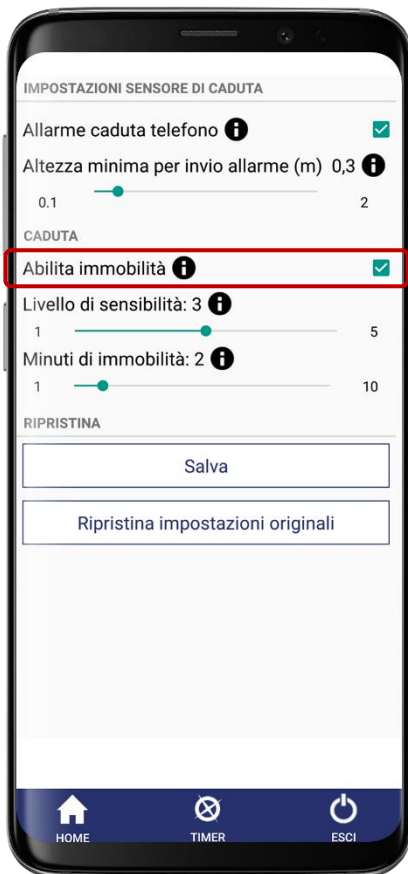 IMPOSTAZIONI SENSORE DI CADUTA
Allarme caduta telefono
Altezza minima per invio allarme (m) 0,3
0.1 2
CADUTA
Abilita immobilità
Livello di sensibilità: 3
1 5
Minuti di immobilità: 2
1 10
RIPRISTINA
Salva
Ripristina impostazioni originali
HOME TIMER ESCI